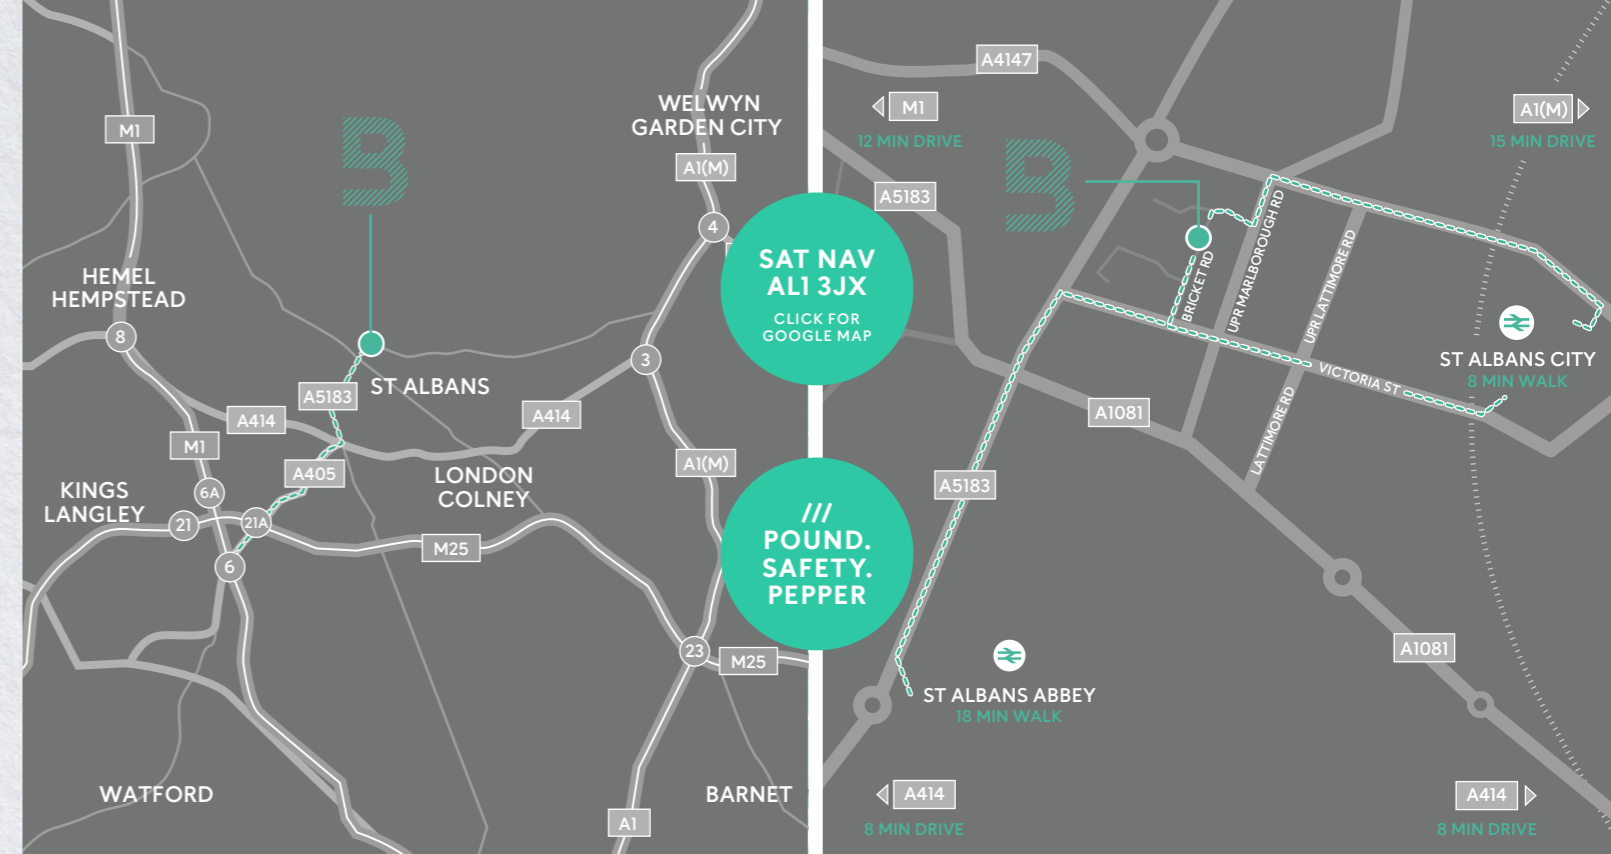 M1
WELWYN
GARDEN CITY
A1(M)
4
HEMEL
HEMPSTEAD
8
3
ST ALBANS
A5183
A414
A414
M1
A405
A1(M)
LONDON
COLNEY
KINGS
LANGLEY
6A
21
21A
M25
6
23
M25
WATFORD
BARNET
A1
B
SAT NAV
AL1 3JX
CLICK FOR
GOOGLE MAP
///
POUND.
SAFETY.
PEPPER
A4147
M1
12 MIN DRIVE
A1(M)
15 MIN DRIVE
A5183
B
BRICKET RD
UPR MARLBOROUGH RD
UPR LATTIMORE RD
ST ALBANS CITY
8 MIN WALK
VICTORIA ST
A1081
LATTIMORE RD
A5183
A1081
ST ALBANS ABBEY
18 MIN WALK
A414
8 MIN DRIVE
A414
8 MIN DRIVE